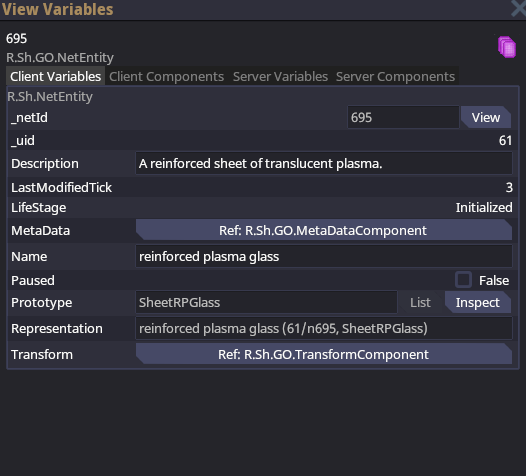 View Variables
695
R.Sh.GO.NetEntity
Client Variables Client Components Server Variables Server Components
R.Sh.NetEntity
_netId 695 View
_uid 61
Description A reinforced sheet of translucent plasma.
LastModifiedTick 3
LifeStage Initialized
MetaData Ref: R.Sh.GO.MetaDataComponent
Name reinforced plasma glass
Paused False
Prototype SheetRPGlass List Inspect
Representation reinforced plasma glass (61/n695, SheetRPGlass)
Transform Ref: R.Sh.GO.TransformComponent